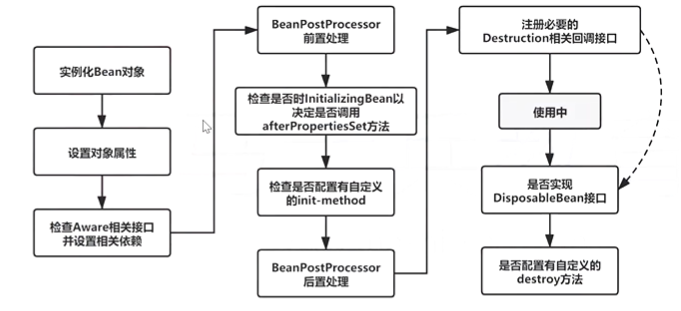 实例化Bean对象
设置对象属性
检查Aware相关接口
并设置相关依赖
BeanPostProcessor
前置处理
检查是否时InitializingBean以
决定是否调用
afterPropertiesSet方法
检查是否配置有自定义
的init-method
BeanPostProcessor
后置处理
注册必要的
Destruction相关回调接口
使用中
是否实现
DisposableBean接口
是否配置有自定义的
destroy方法